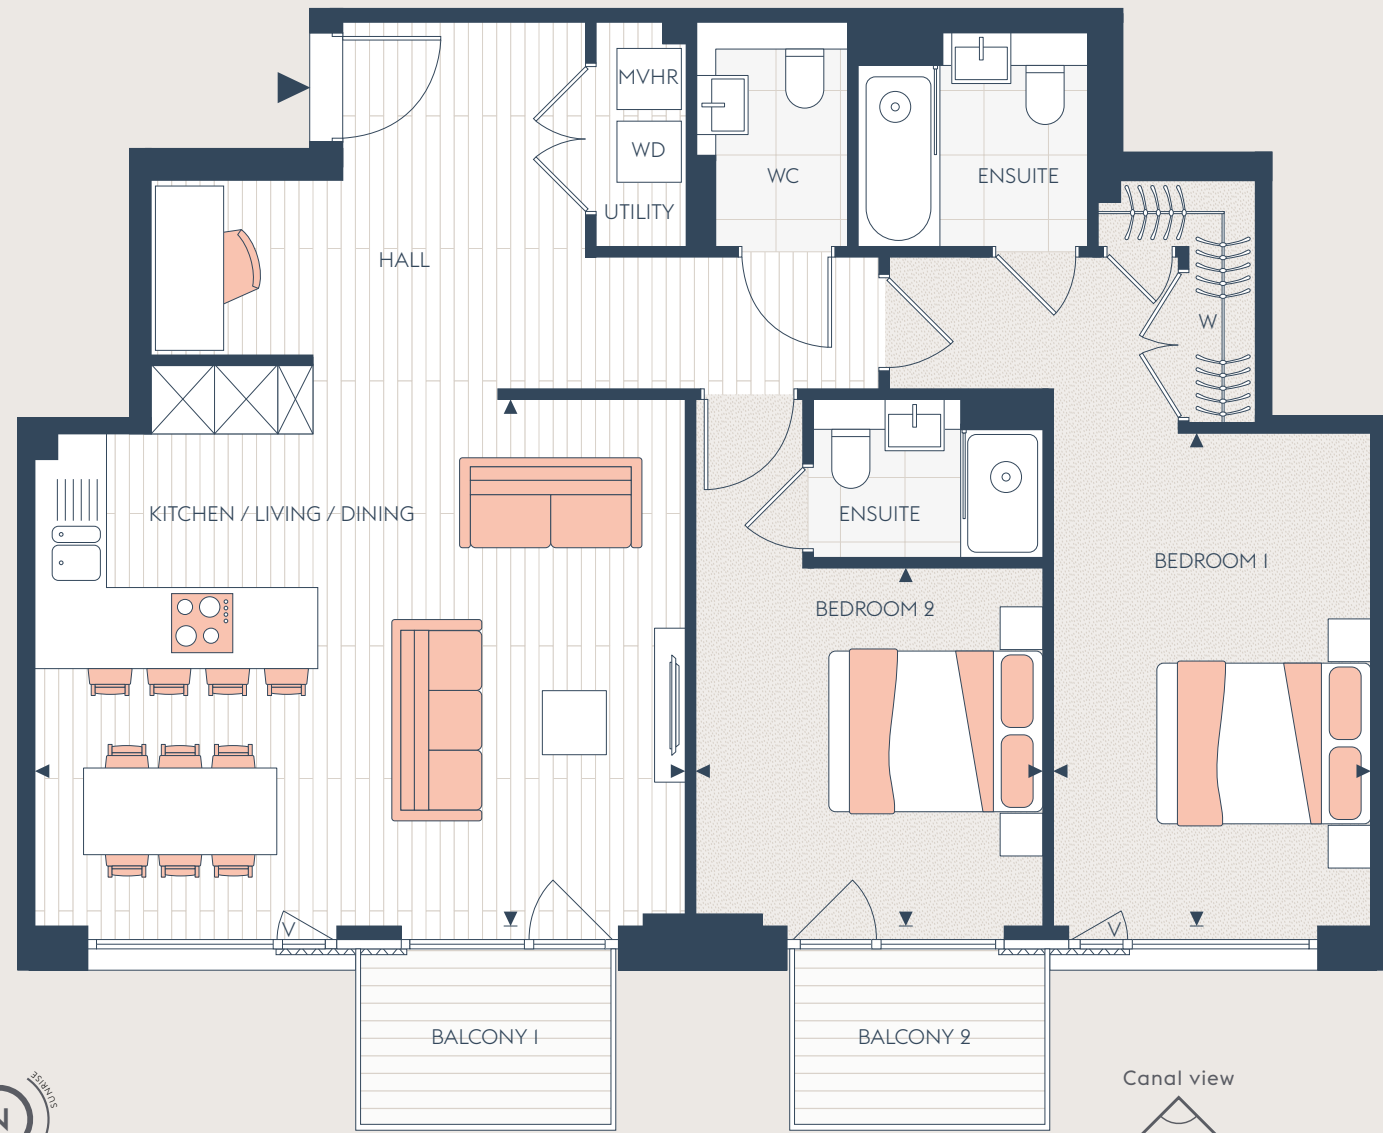 MVHR
WD
UTILITY
WC
ENSUITE
HALL
W
KITCHEN / LIVING / DINING
ENSUITE
BEDROOM 1
BEDROOM 2
V
V
BALCONY 1
BALCONY 2
Canal view
SUNRISE
N